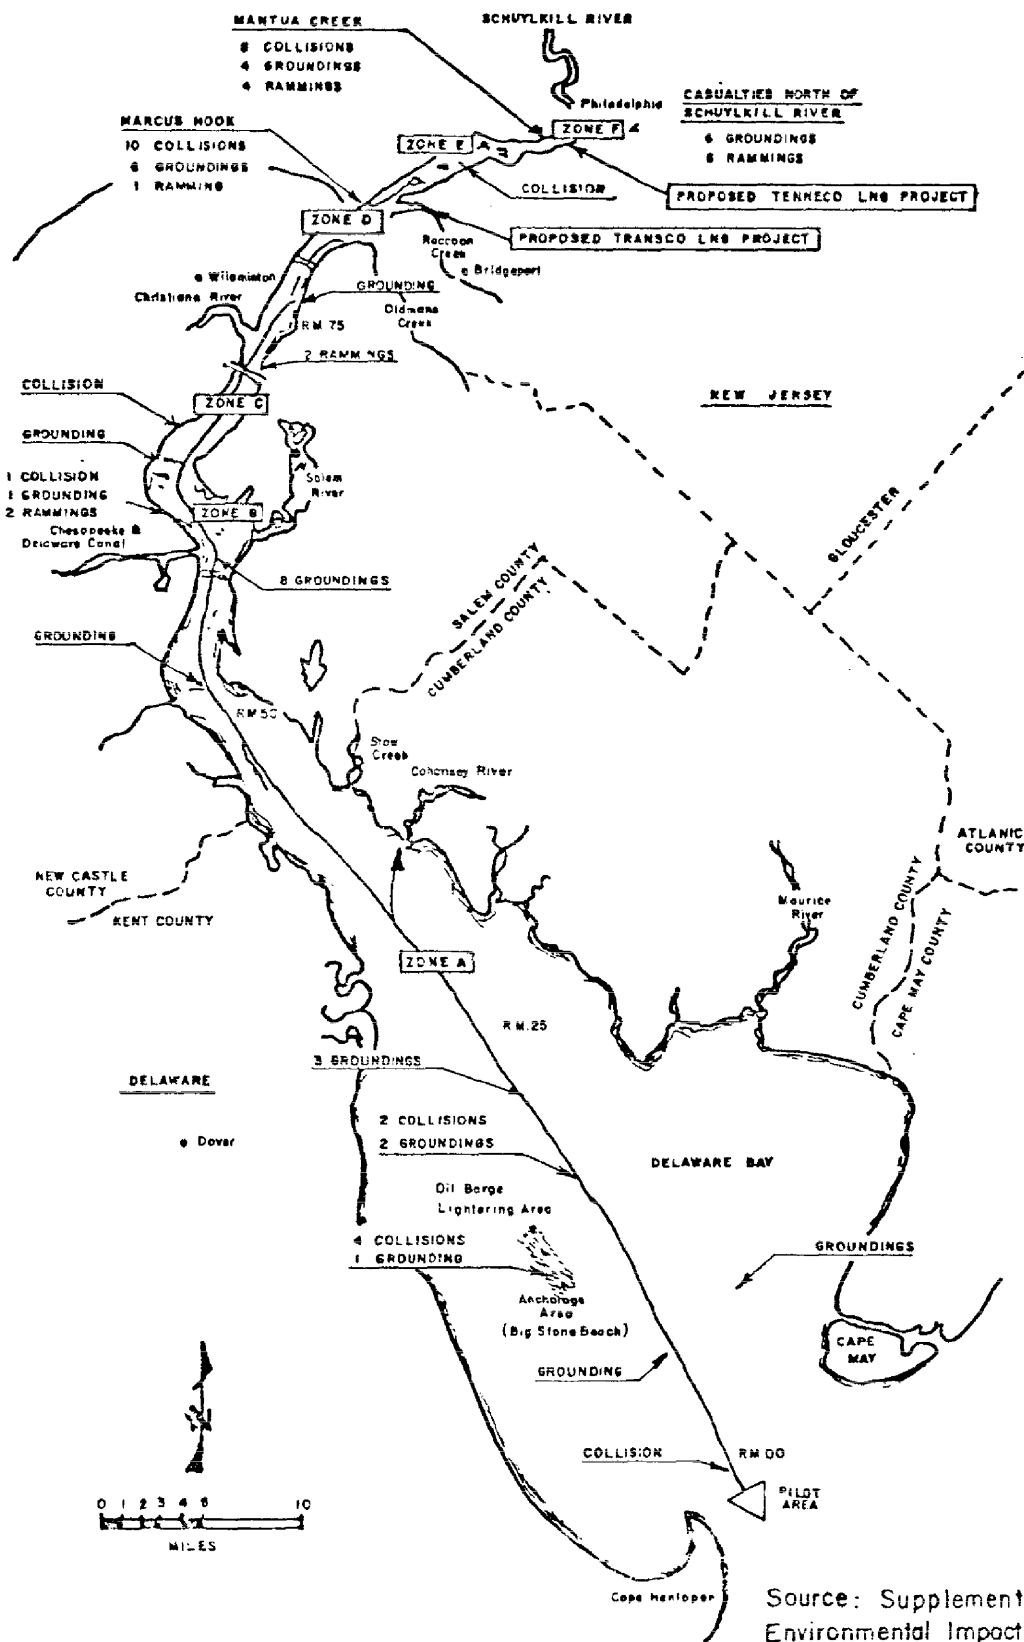 MANTUA CREEK
8 COLLISIONS
4 GROUNDINGS
4 RAMMINGS
SCHUYLKILL RIVER
Philadelphia
CASUALTIES NORTH OF
SCHUYLKILL RIVER
6 GROUNDINGS
6 RAMMINGS
MARCUS HOOK
10 COLLISIONS
6 GROUNDINGS
1 RAMMING
ZONE E
ZONE F
COLLISION
PROPOSED TENNECO LNG PROJECT
ZONE D
PROPOSED TRANSCO LNG PROJECT
Raccoon
Creek
Bridgeport
Wilmington
Christiana River
GROUNDING
Oldmans
Creek
RM 75
2 RAMMINGS
COLLISION
ZONE C
NEW JERSEY
GROUNDING
1 COLLISION
1 GROUNDING
2 RAMMINGS
Salem
River
ZONE B
Chesapeake &
Delaware Canal
GLOUCESTER
8 GROUNDINGS
SALEM COUNTY
CUMBERLAND COUNTY
GROUNDING
RM 50
Stow
Creek
Cohansey River
ATLANIC
COUNTY
NEW CASTLE
COUNTY
KENT COUNTY
Maurice
River
CUMBERLAND COUNTY
CAPE MAY COUNTY
ZONE A
RM.25
3 GROUNDINGS
DELAWARE
Dover
2 COLLISIONS
2 GROUNDINGS
DELAWARE BAY
Oil Barge
Lightering Area
4 COLLISIONS
1 GROUNDING
GROUNDINGS
Anchorage
Area
(Big Stone Beach)
CAPE
MAY
GROUNDING
COLLISION
RM 00
PILOT
AREA
0 1 2 3 4 5 10
MILES
Cape Henlopen
Source: Supplement
Environmental Impact